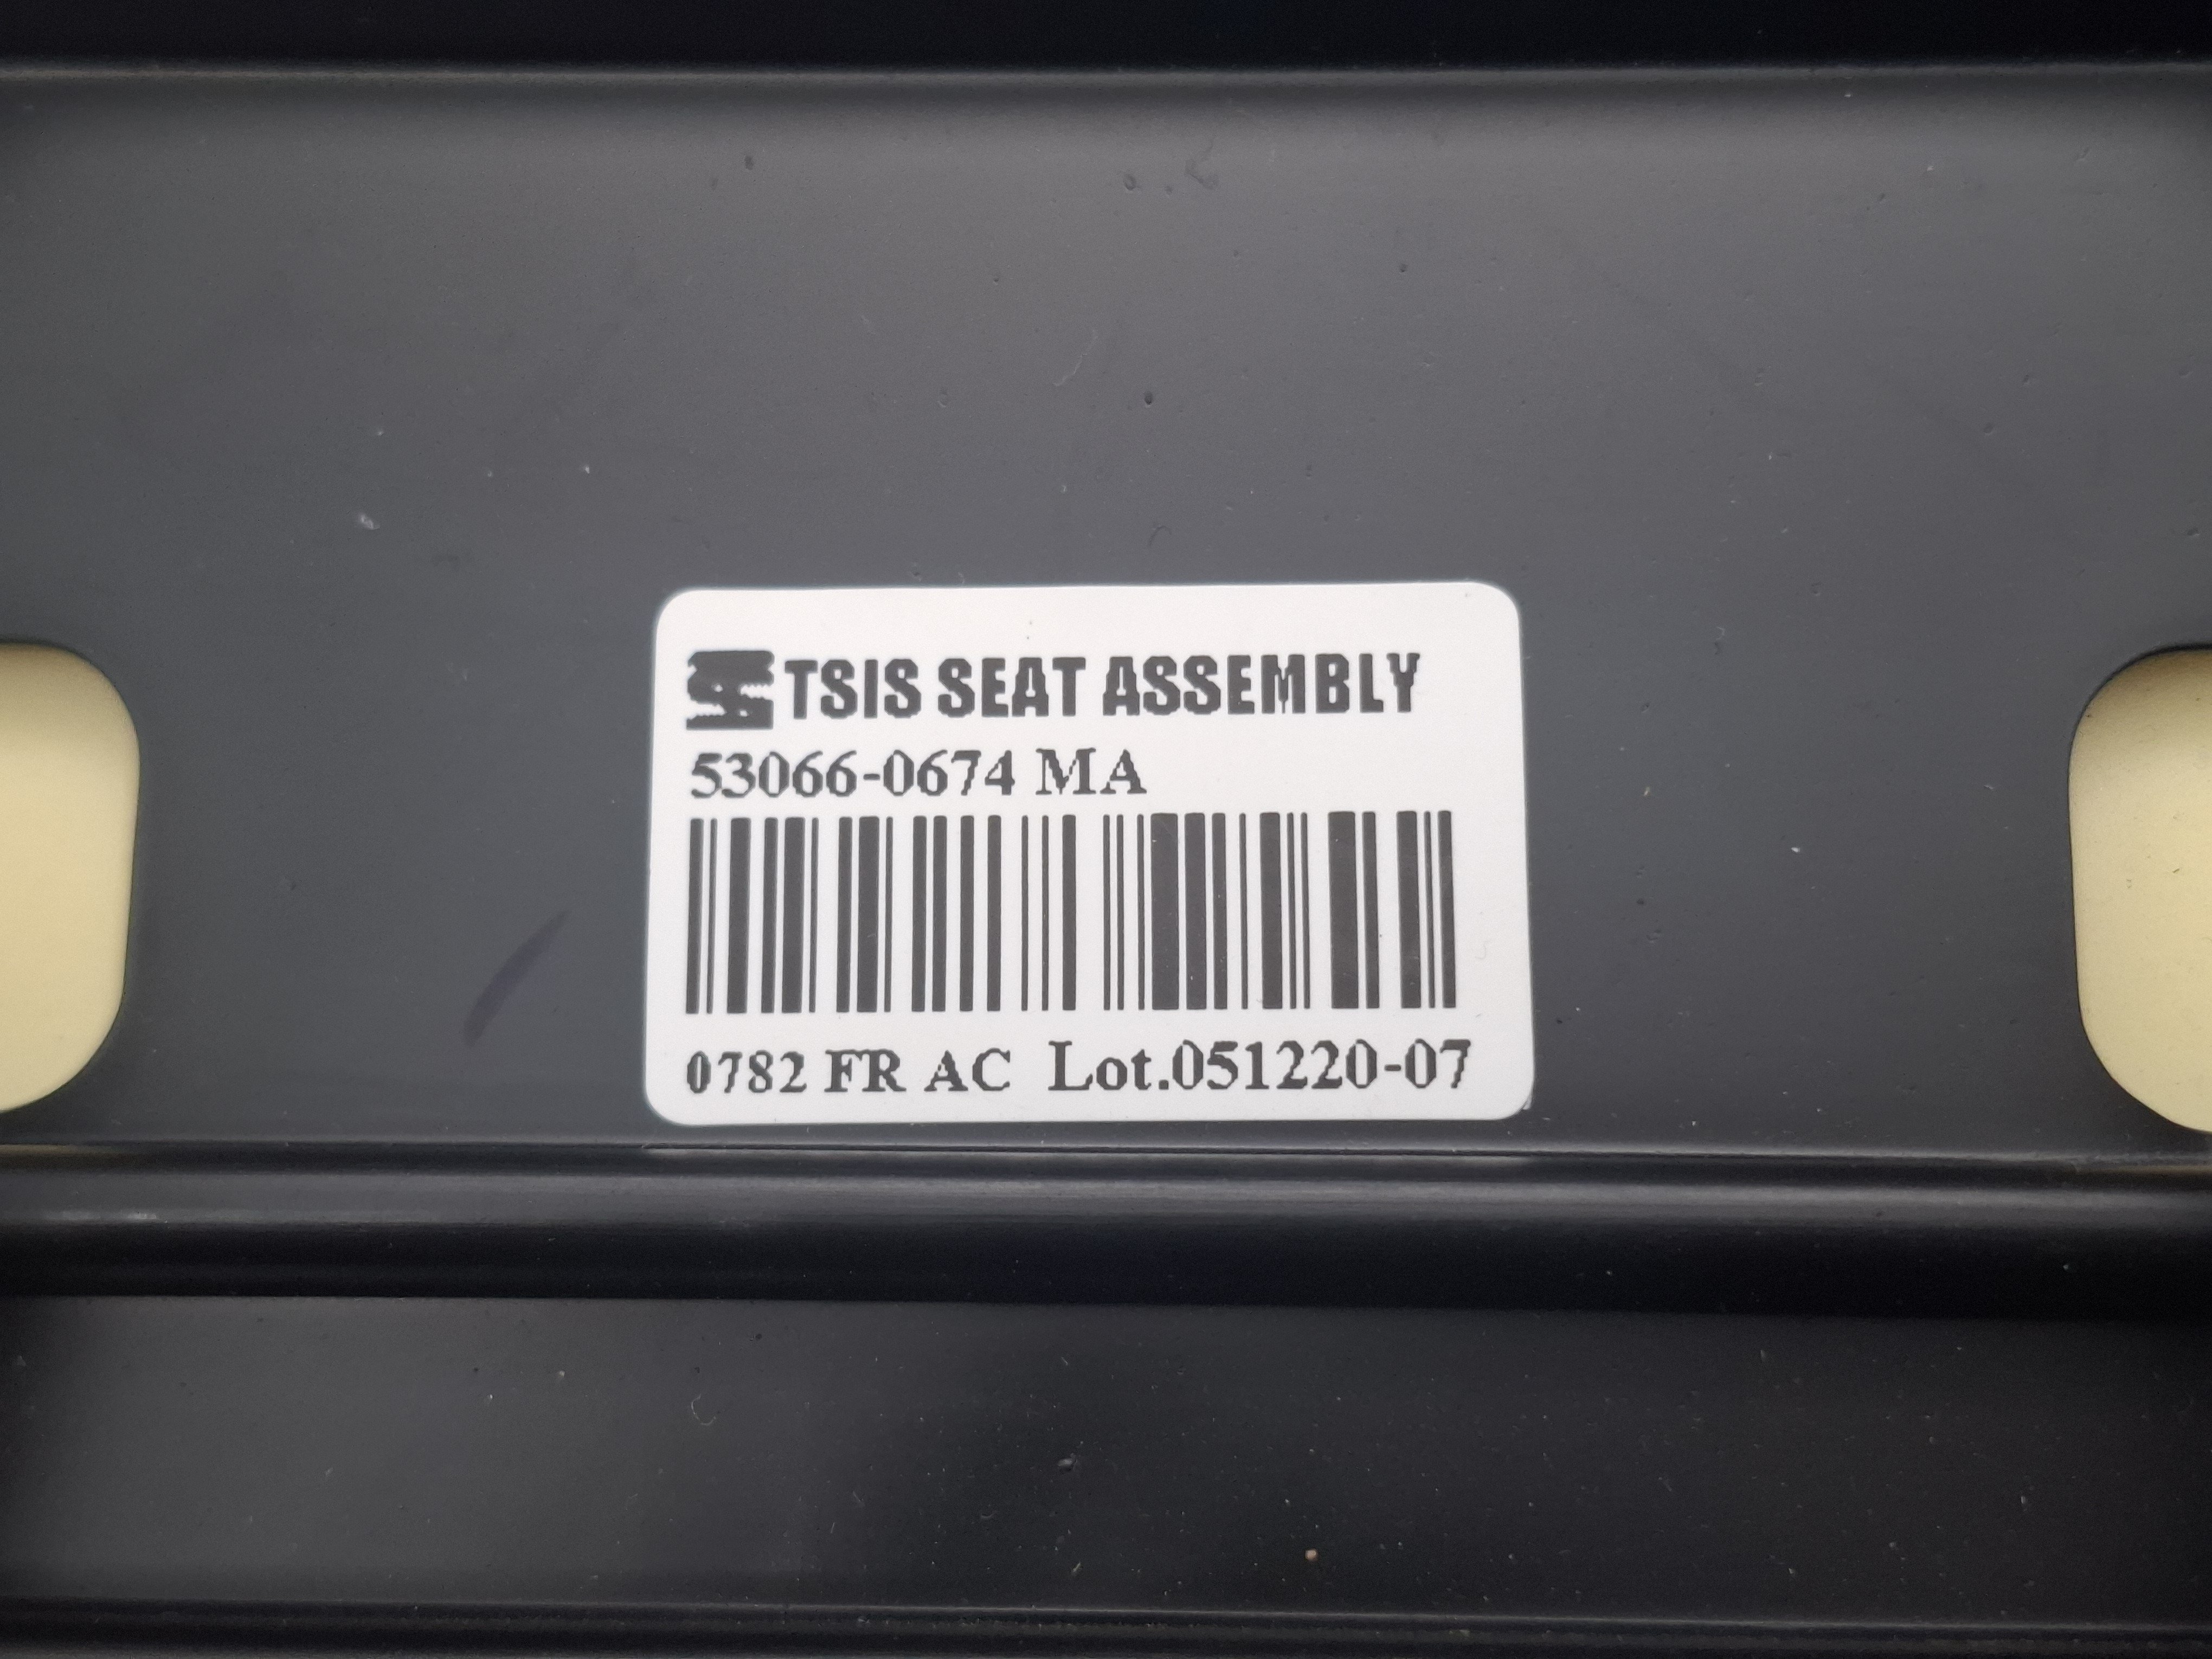 TSIS SEAT ASSEMBLY
53066-0674 MA
0782 FR AC Lot.051220-07